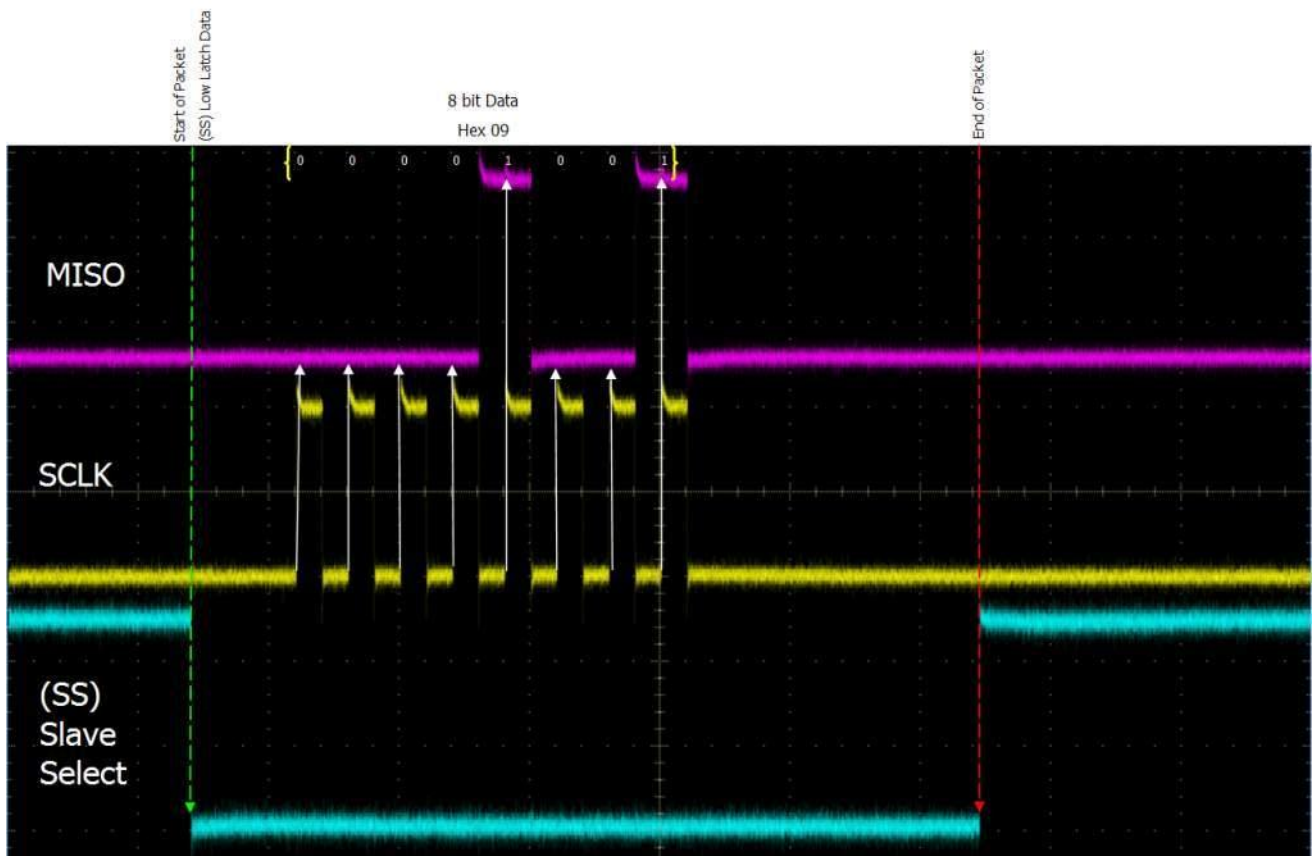 Start of Packet
(SS) Low Latch Data
8 bit Data
Hex 09
End of Packet
{ 0 0 0 0 1 0 0 1 }
MISO
SCLK
(SS)
Slave
Select